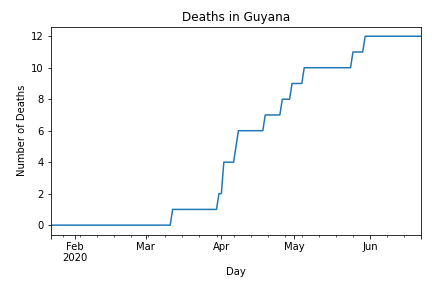 Deaths in Guyana
12
10
8
6
4
2
0
Number of Deaths
Feb
2020
Mar
Apr
May
Jun
Day